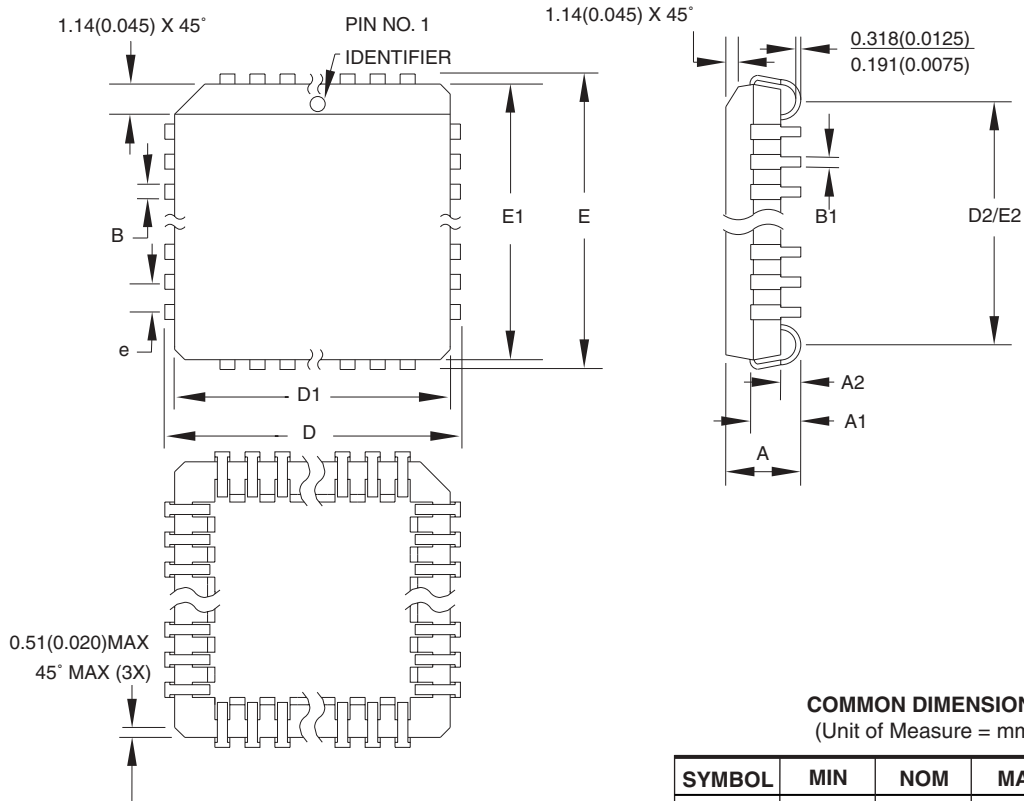 1.14(0.045) X 45˚
PIN NO. 1
IDENTIFIER
1.14(0.045) X 45˚
0.318(0.0125)
0.191(0.0075)
B
e
E1
E
B1
D2/E2
D1
D
A2
A1
A
0.51(0.020)MAX
45˚ MAX (3X)
COMMON DIMENSION
(Unit of Measure = mm
SYMBOL MIN NOM MA